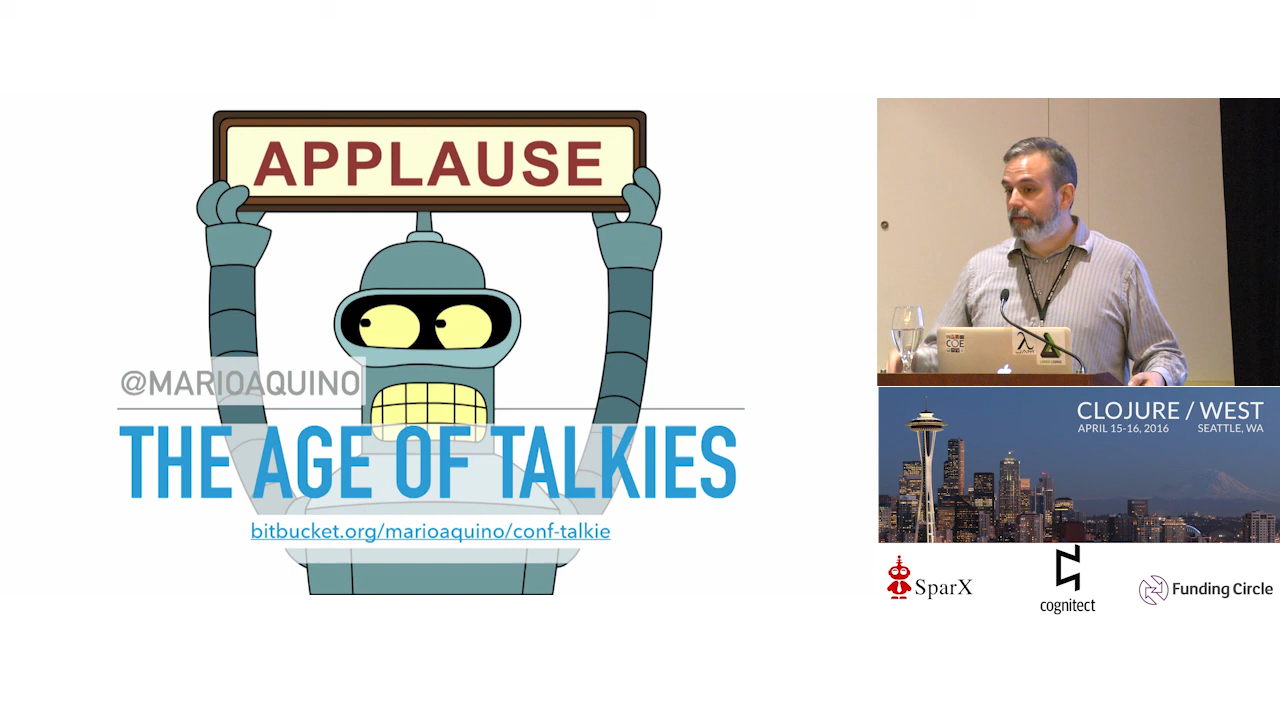 APPLAUSE
@MARIOAQUINO
THE AGE OF TALKIES
bitbucket.org/marioaquino/conf-talkie
COE
λ
CLOJURE / WEST
APRIL 15-16, 2016 SEATTLE, WA
SparX
cognitect
Funding Circle